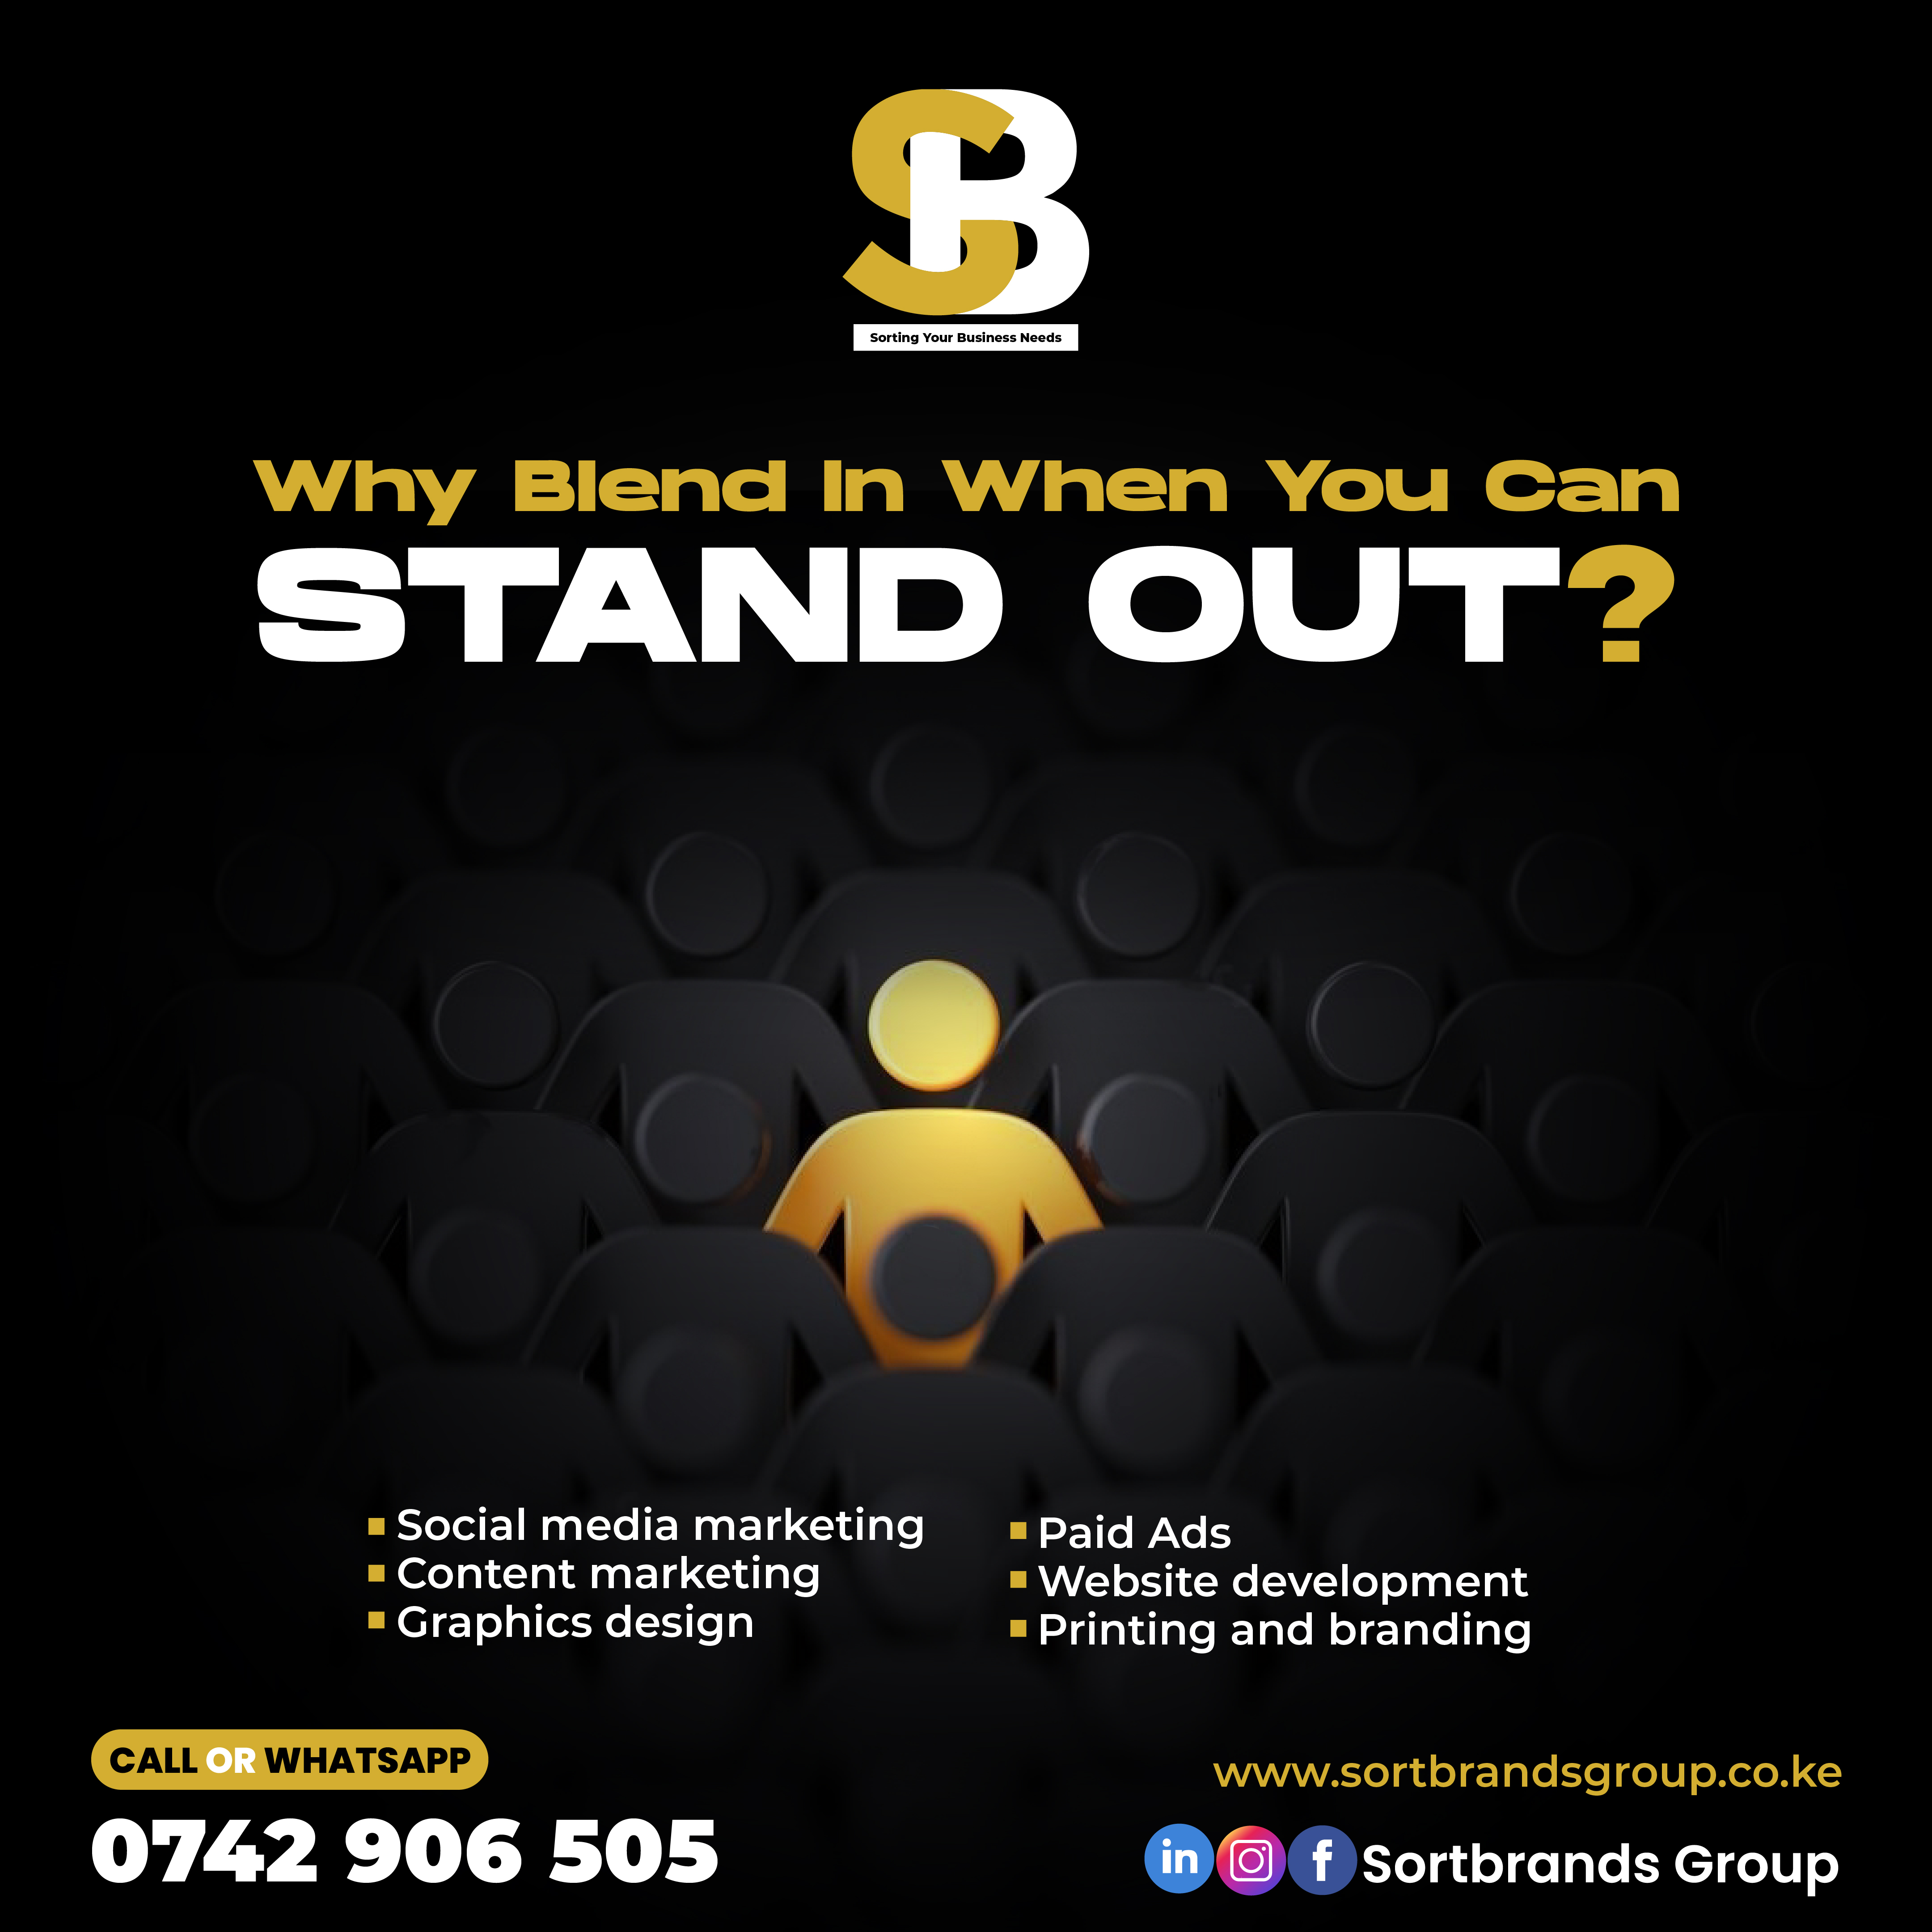 SB
Sorting Your Business Needs
Why Blend In When You Can
STAND OUT?
Social media marketing
Content marketing
Graphics design
Paid Ads
Website development
Printing and branding
CALL OR WHATSAPP
0742 906 505
www.sortbrandsgroup.co.ke
in f Sortbrands Group